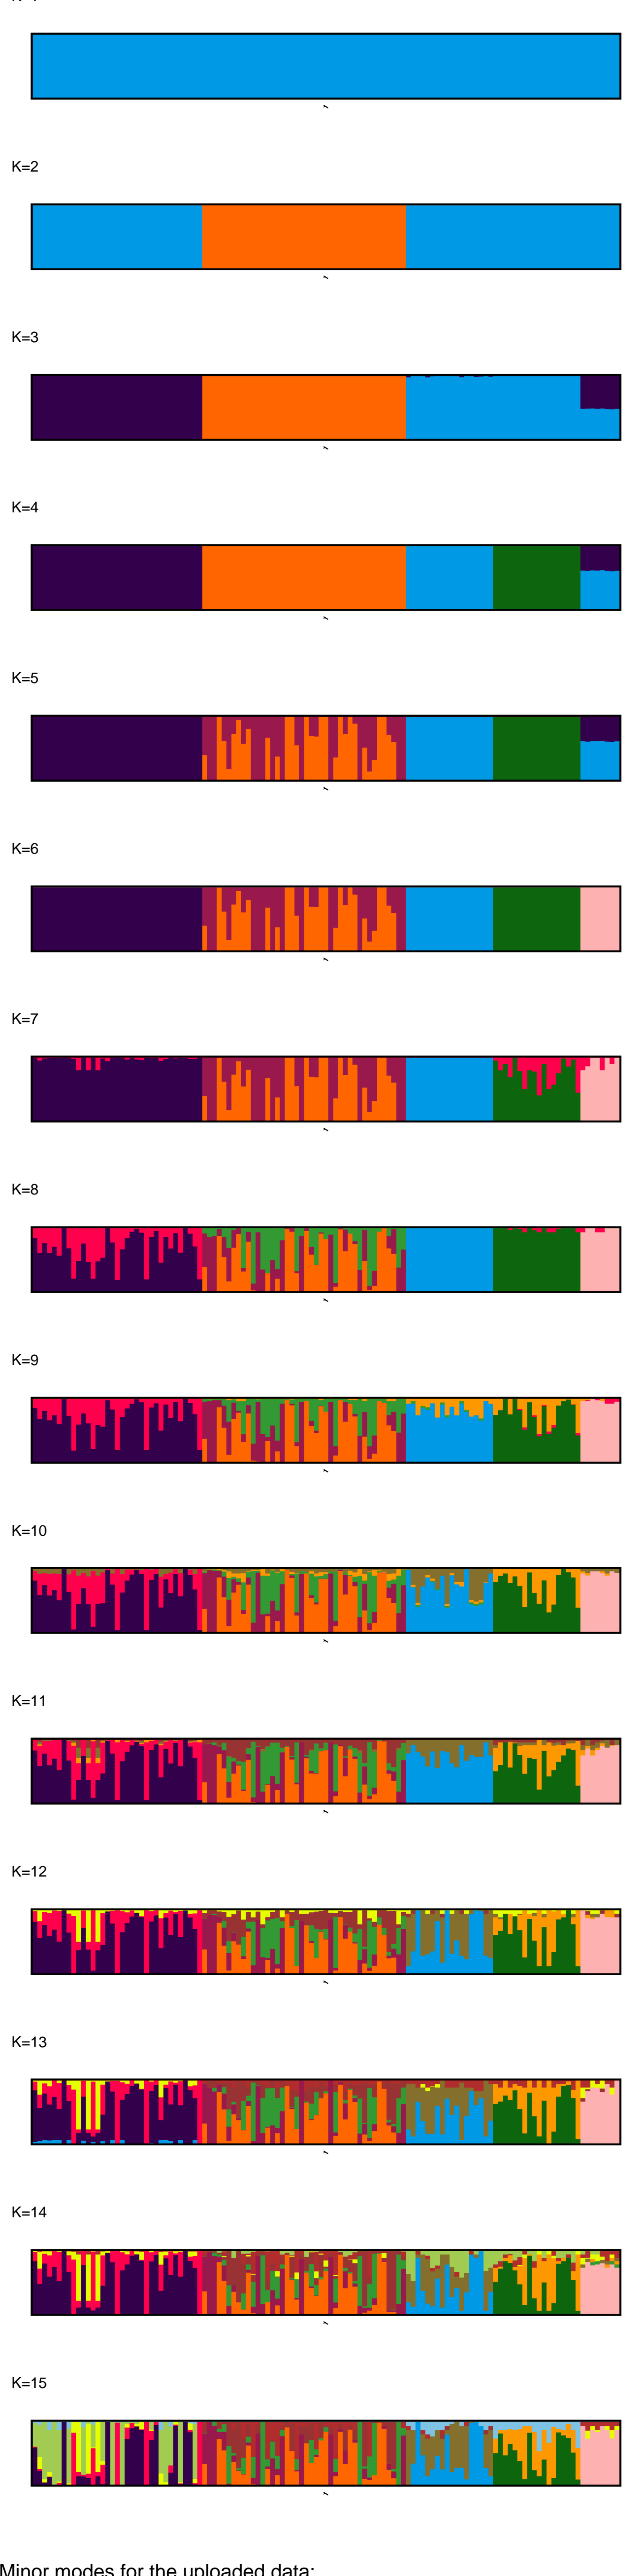 K=2
K=3
K=4
K=5
K=6
K=7
K=8
K=9
K=10
K=11
K=12
K=13
K=14
K=15
Minor modes for the uploaded data: